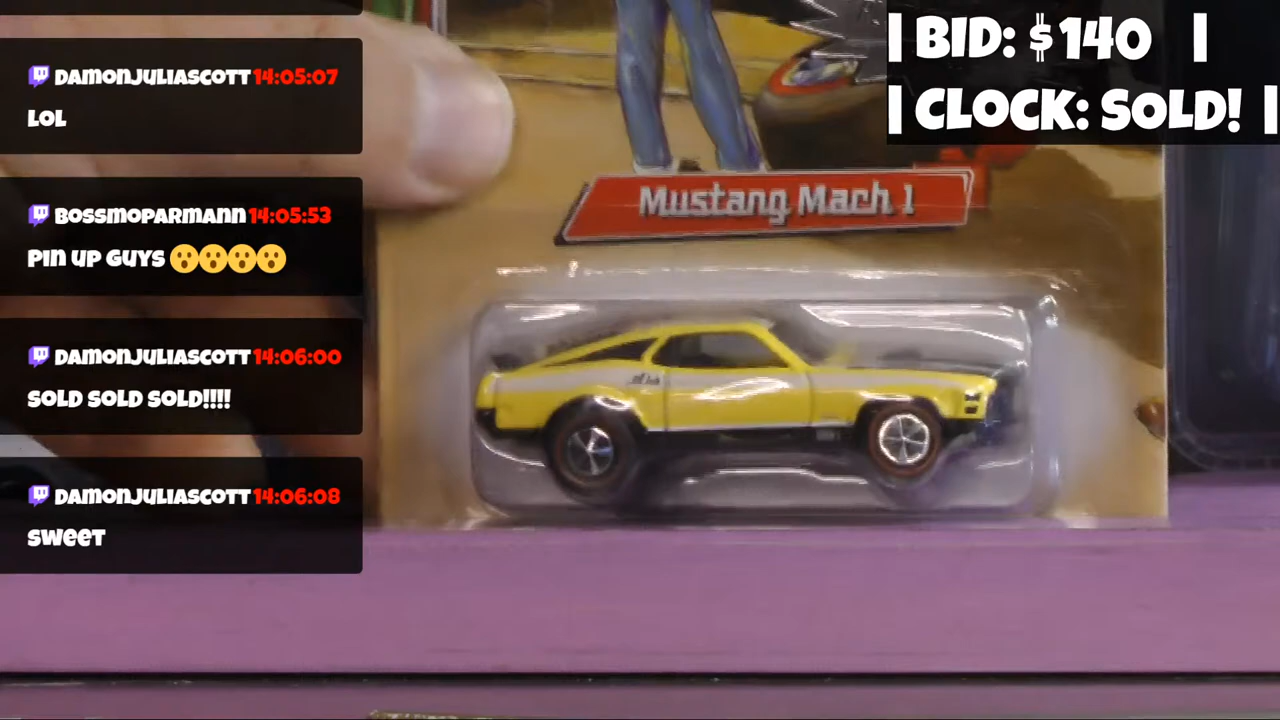 DAMONJULIASCOTT 14:05:07
LOL
BOSSMOPARMANN 14:05:53
PIN UP GUYS 😮😮😮😮
DAMONJULIASCOTT 14:06:00
SOLD SOLD SOLD!!!!
DAMONJULIASCOTT 14:06:08
SWEET
| BID: $140 |
| CLOCK: SOLD! |
Mustang Mach 1